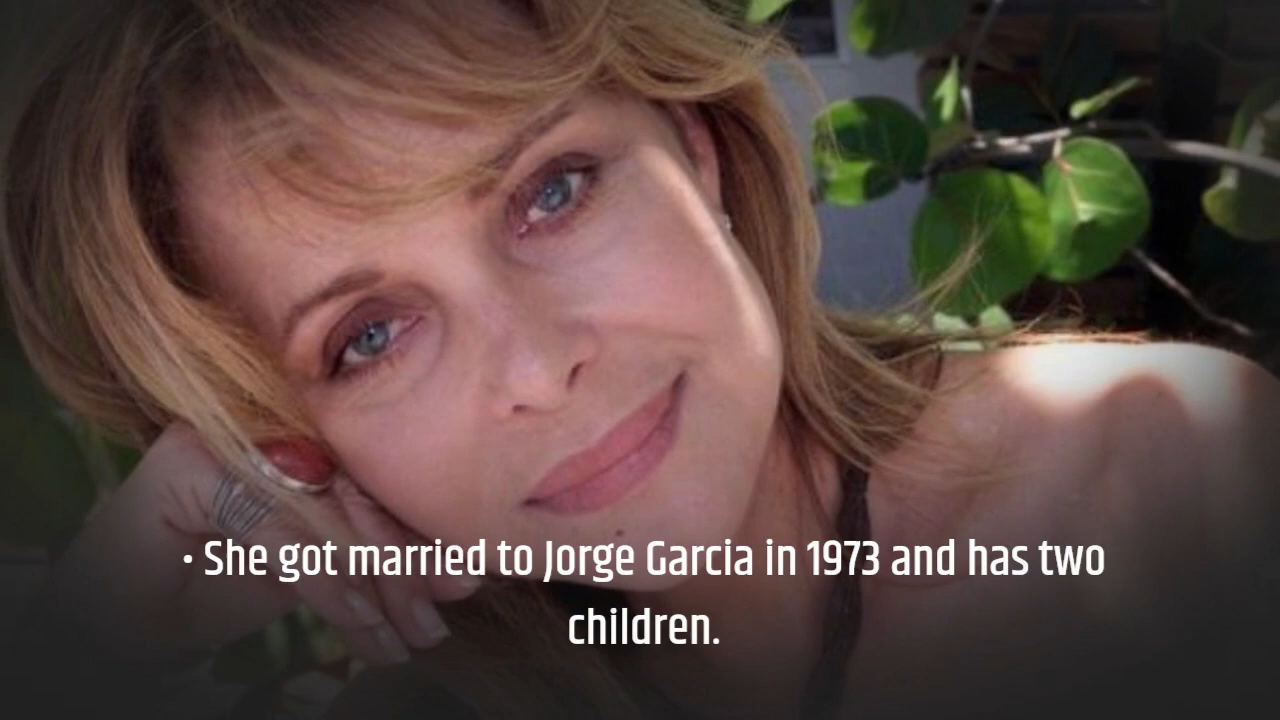 • She got married to Jorge Garcia in 1973 and has two
children.